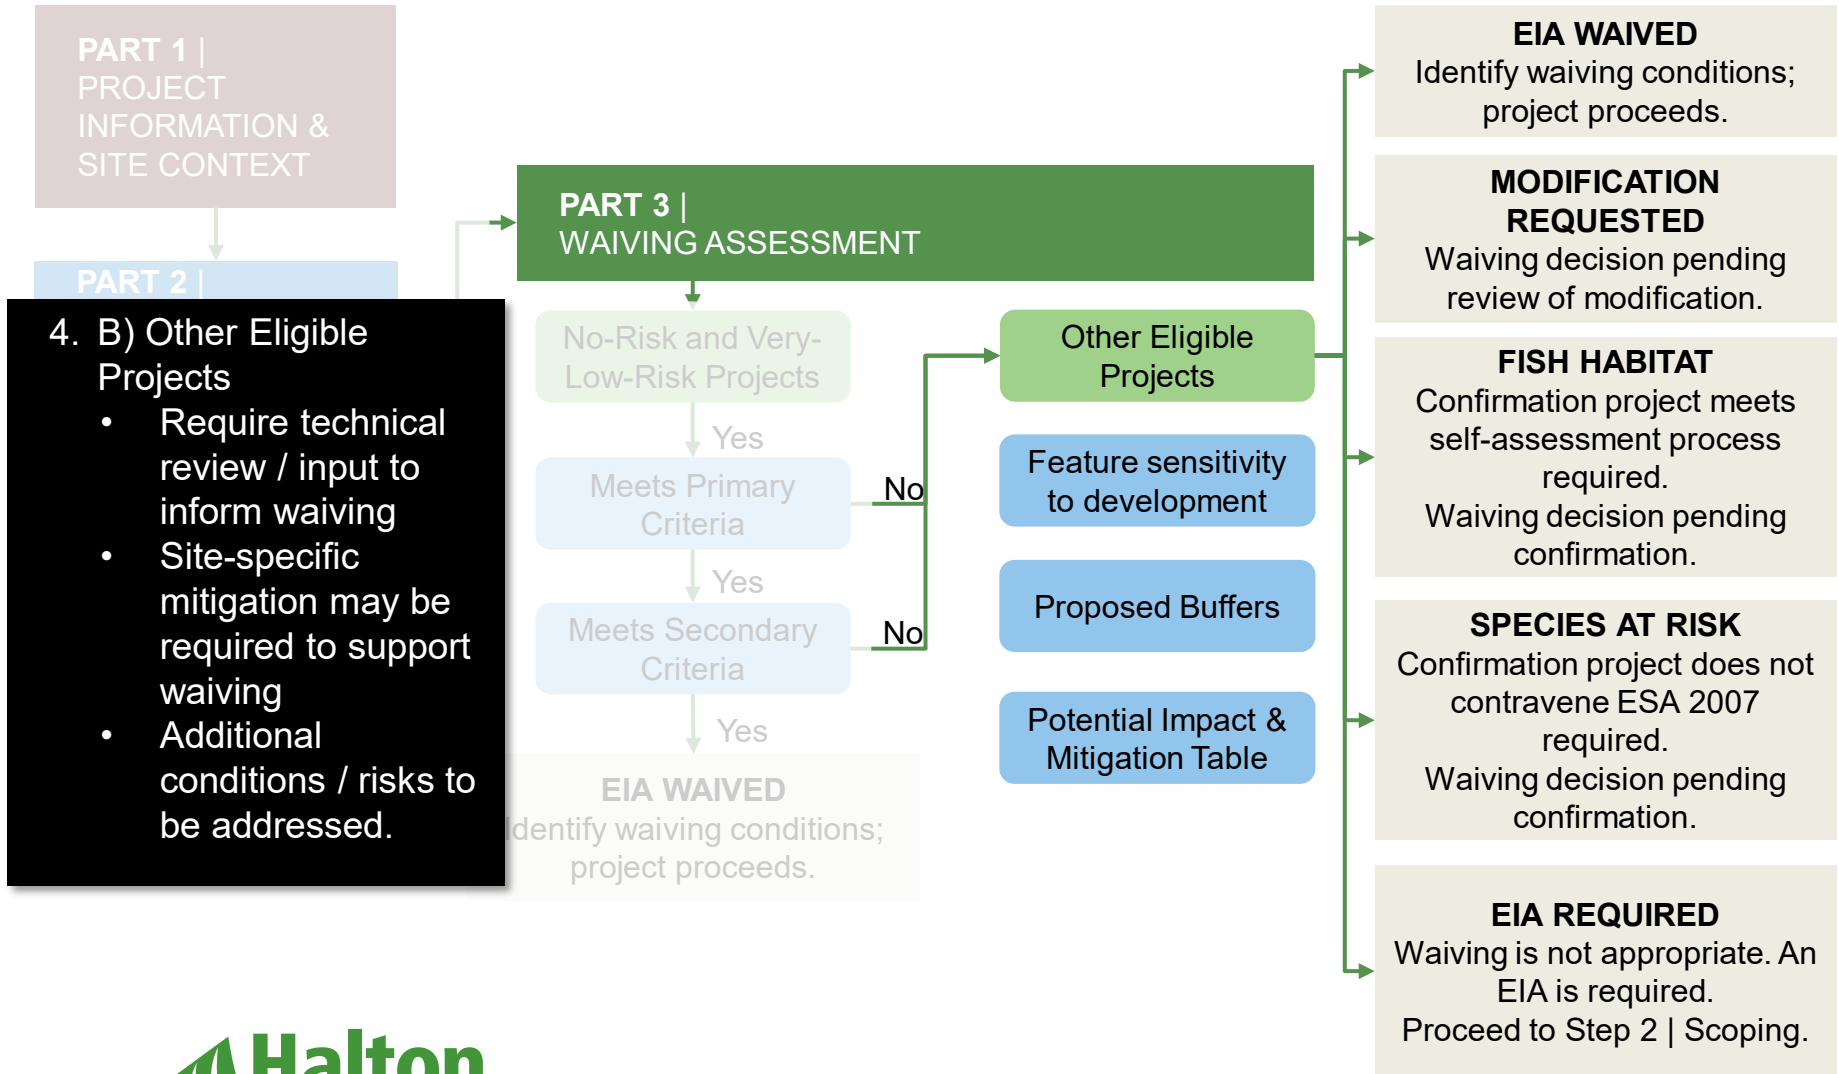 PART 1 |
PROJECT
INFORMATION &
SITE CONTEXT
PART 2 |
4. B) Other Eligible
Projects
• Require technical
review / input to
inform waiving
• Site-specific
mitigation may be
required to support
waiving
• Additional
conditions / risks to
be addressed.
PART 3 |
WAIVING ASSESSMENT
No-Risk and Very-
Low-Risk Projects
Yes
Meets Primary
Criteria
No
Yes
Meets Secondary
Criteria
No
Yes
EIA WAIVED
Identify waiving conditions;
project proceeds.
Other Eligible
Projects
Feature sensitivity
to development
Proposed Buffers
Potential Impact &
Mitigation Table
EIA WAIVED
Identify waiving conditions;
project proceeds.
MODIFICATION
REQUESTED
Waiving decision pending
review of modification.
FISH HABITAT
Confirmation project meets
self-assessment process
required.
Waiving decision pending
confirmation.
SPECIES AT RISK
Confirmation project does not
contravene ESA 2007
required.
Waiving decision pending
confirmation.
EIA REQUIRED
Waiving is not appropriate. An
EIA is required.
Proceed to Step 2 | Scoping.
Halton